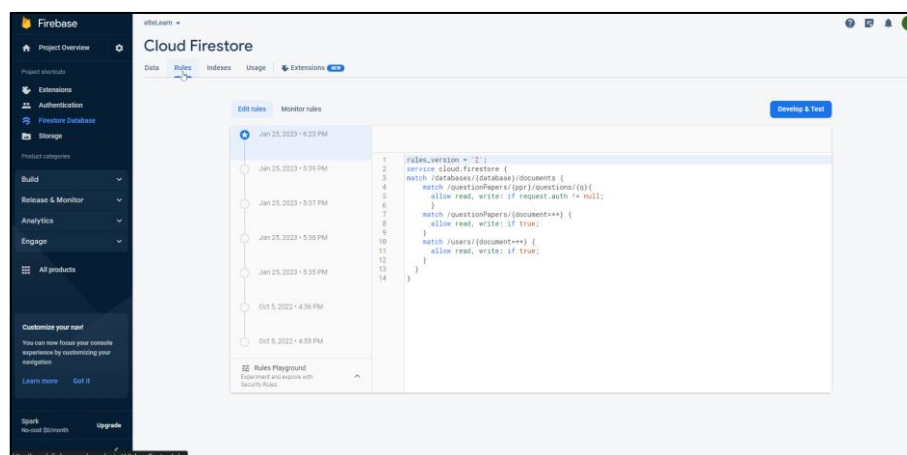 Firebase
Project Overview
Project shortcuts
Extensions
Authentication
Firestore Database
Storage
Product categories
Build
Release & Monitor
Analytics
Engage
All products
Customize your nav!
You can now focus your console
experience by customizing your
navigation
Learn more Got it
Spark
No-cost $0/month
Upgrade
elteLearn
Cloud Firestore
Data Rules Indexes Usage Extensions NEW
Edit rules Monitor rules
Develop & Test
Jan 25, 2023 • 6:23 PM
Jan 25, 2023 • 5:39 PM
Jan 25, 2023 • 5:37 PM
Jan 25, 2023 • 5:36 PM
Jan 25, 2023 • 5:35 PM
Oct 5, 2022 • 4:56 PM
Oct 5, 2022 • 4:55 PM
Rules Playground
Experiment and explore with
Security Rules
1 rules_version = '2';
2 service cloud.firestore {
3 match /databases/{database}/documents {
4 match /questionPapers/{ppr}/questions/{q}{
5 allow read, write: if request.auth != null;
6 }
7 match /questionPapers/{document=**} {
8 allow read, write: if true;
9 }
10 match /users/{document=**} {
11 allow read, write: if true;
12 }
13 }
14 }